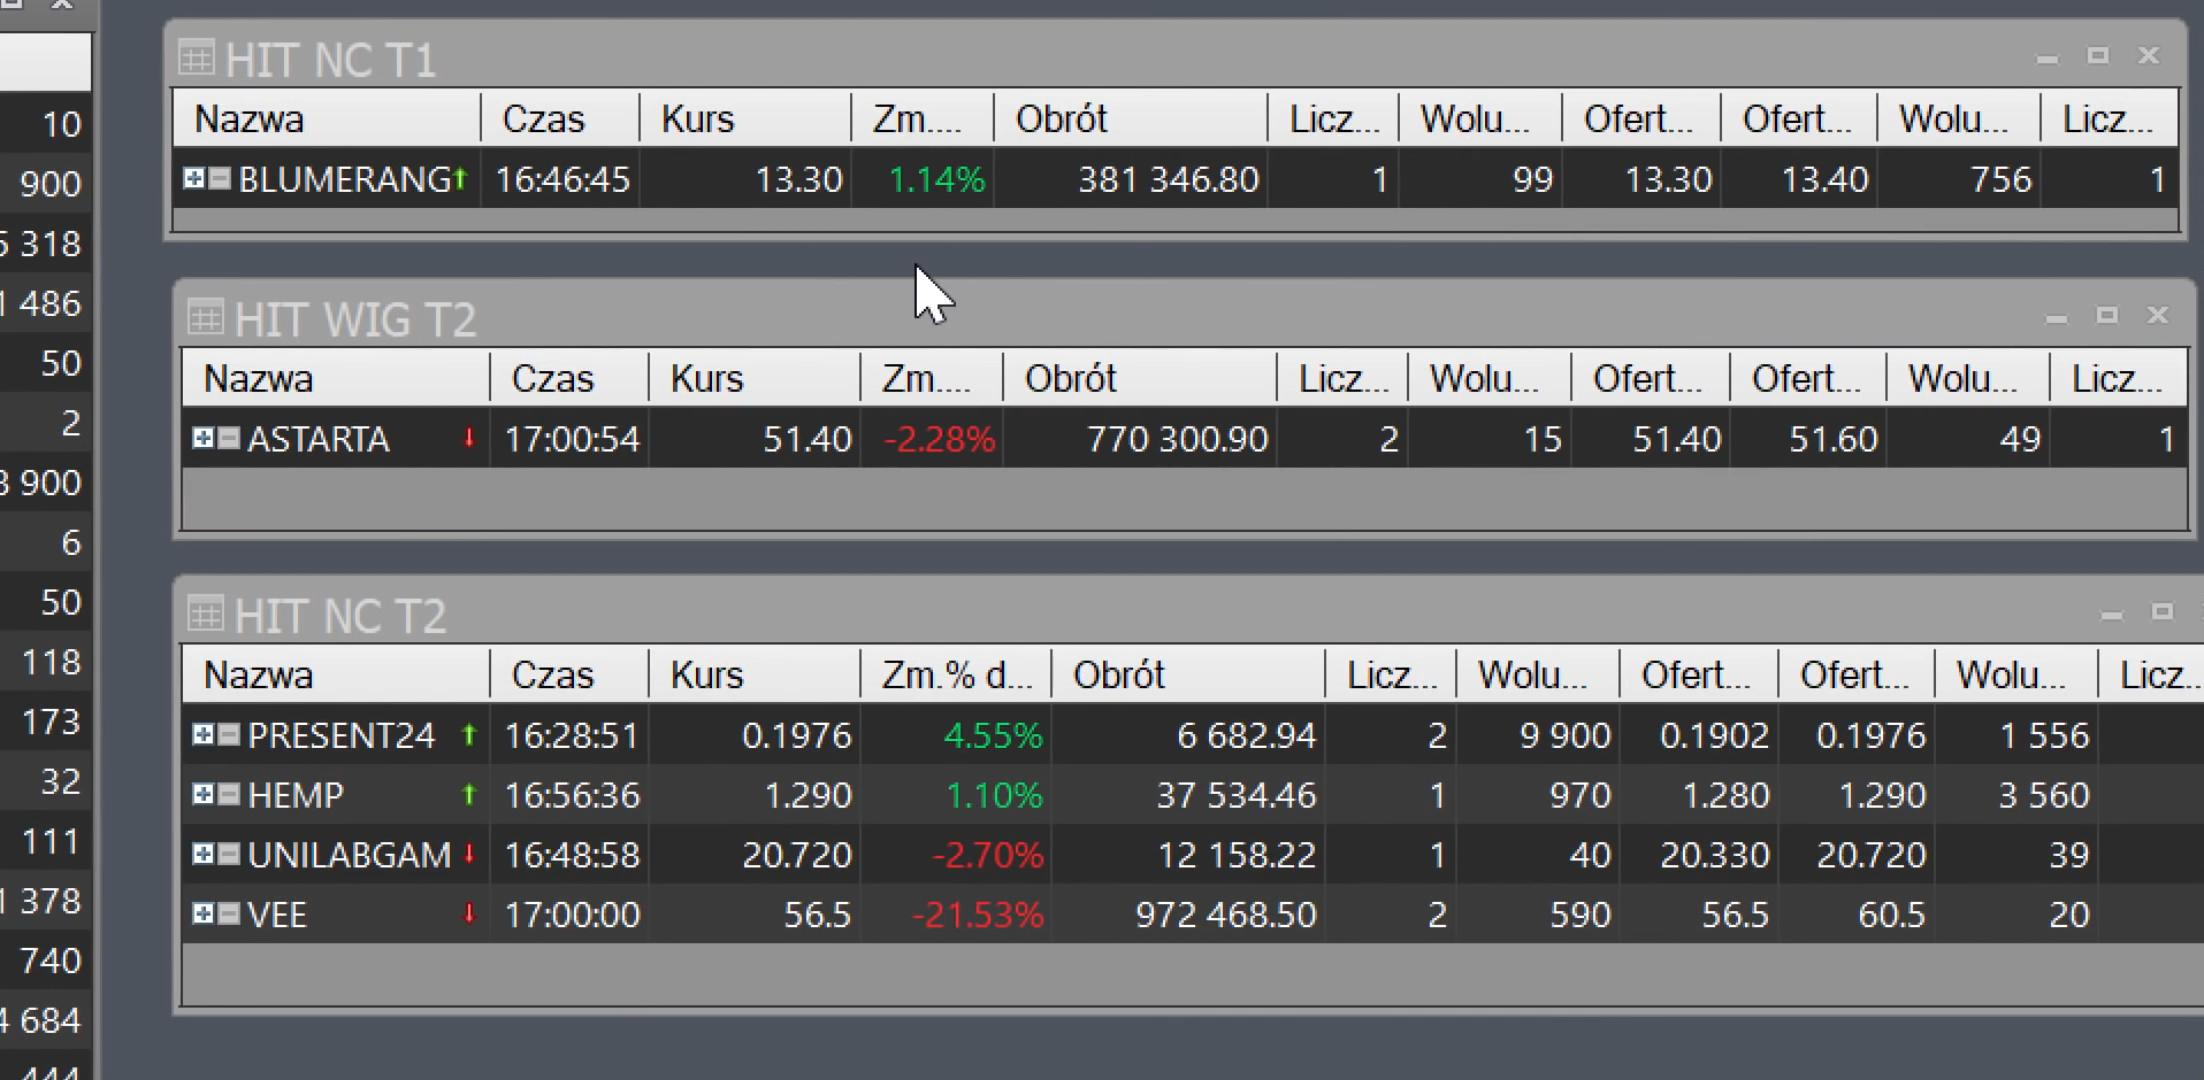 10
900
5 318
1 486
50
2
3 900
6
50
118
173
32
111
1 378
740
4 684
444
HIT NC T1
Nazwa Czas Kurs Zm.... Obrót Licz... Wolu... Ofert... Ofert... Wolu... Licz...
BLUMERANG 16:46:45 13.30 1.14% 381 346.80 1 99 13.30 13.40 756 1
HIT WIG T2
Nazwa Czas Kurs Zm.... Obrót Licz... Wolu... Ofert... Ofert... Wolu... Licz...
ASTARTA 17:00:54 51.40 -2.28% 770 300.90 2 15 51.40 51.60 49 1
HIT NC T2
Nazwa Czas Kurs Zm.% d... Obrót Licz... Wolu... Ofert... Ofert... Wolu... Licz...
PRESENT24 16:28:51 0.1976 4.55% 6 682.94 2 9 900 0.1902 0.1976 1 556
HEMP 16:56:36 1.290 1.10% 37 534.46 1 970 1.280 1.290 3 560
UNILABGAM 16:48:58 20.720 -2.70% 12 158.22 1 40 20.330 20.720 39
VEE 17:00:00 56.5 -21.53% 972 468.50 2 590 56.5 60.5 20